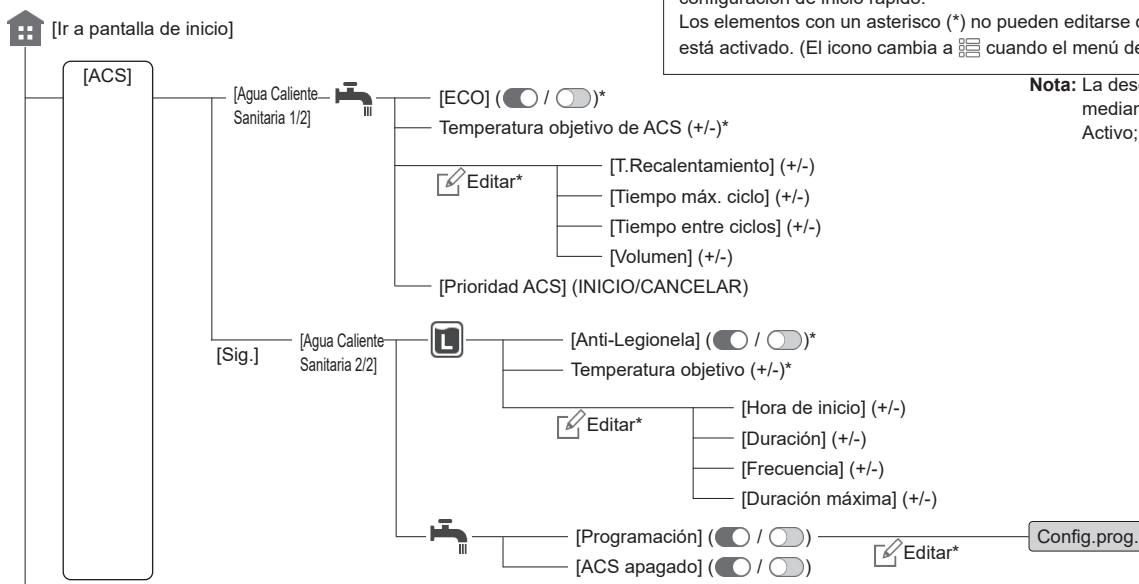 configuración de inicio rápido.
Los elementos con un asterisco (*) no pueden editarse
está activado. (El icono cambia a cuando el menú
[Ir a pantalla de inicio]
[ACS]
Nota: La
Activo;
[Agua Caliente
Sanitaria 1/2]
[ECO] ( / )*
Temperatura objetivo de ACS (+/-)*
Editar*
[T.Recalentamiento] (+/-)
[Tiempo máx. ciclo] (+/-)
[Tiempo entre ciclos] (+/-)
[Volumen] (+/-)
[Prioridad ACS] (INICIO/CANCELAR)
[Sig.]
[Agua Caliente
Sanitaria 2/2]
L
[Anti-Legionela] ( / )*
Temperatura objetivo (+/-)*
Editar*
[Hora de inicio] (+/-)
[Duración] (+/-)
[Frecuencia] (+/-)
[Duración máxima] (+/-)
[Programación] ( / )
Editar*
Config.prog.
[ACS apagado] ( / )